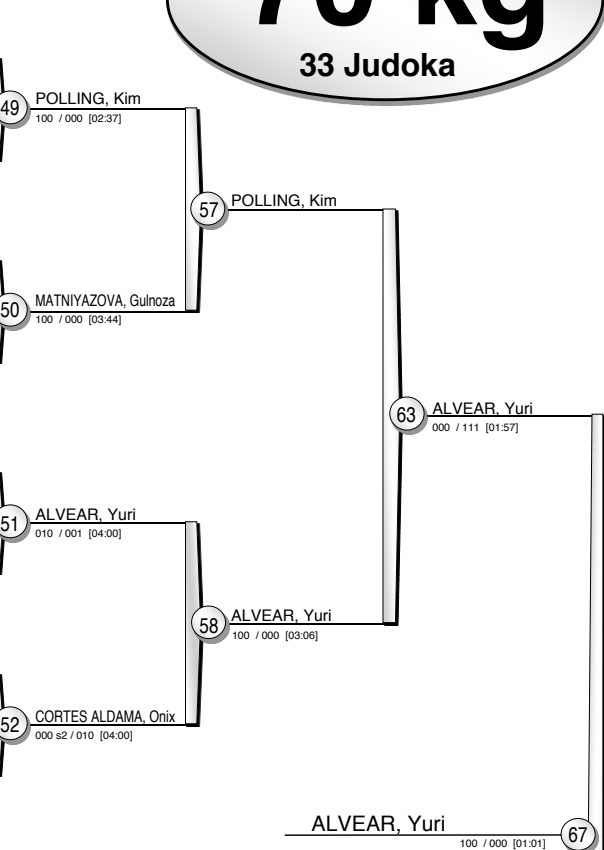 70 kg
33 Judoka
49
POLLING, Kim
100 / 000 [02:37]
57
POLLING, Kim
50
MATNIYAZOVA, Gulnoza
100 / 000 [03:44]
63
ALVEAR, Yuri
000 / 111 [01:57]
51
ALVEAR, Yuri
010 / 001 [04:00]
58
ALVEAR, Yuri
100 / 000 [03:06]
52
CORTES ALDAMA, Onix
000 s2 / 010 [04:00]
ALVEAR, Yuri
67
100 / 000 [01:01]